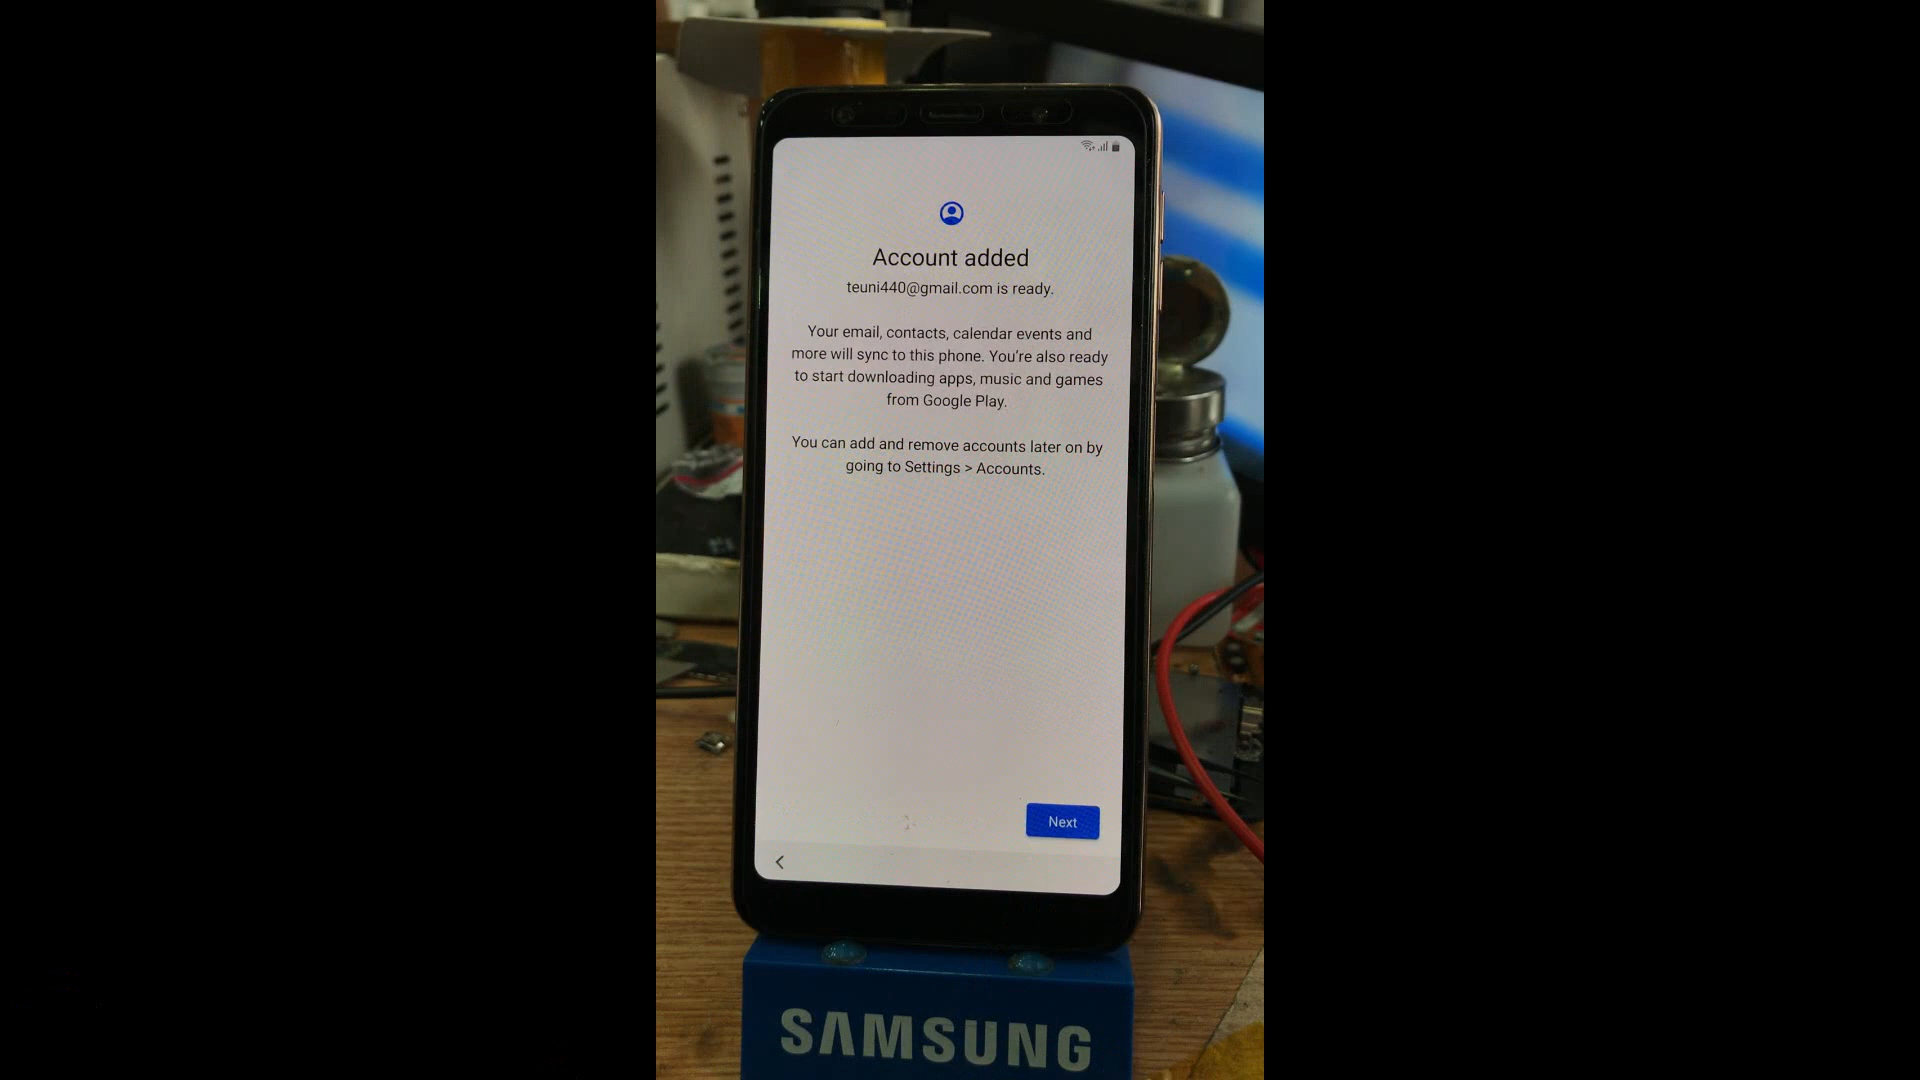 Account added
teuni440@gmail.com is ready.
Your email, contacts, calendar events and
more will sync to this phone. You're also ready
to start downloading apps, music and games
from Google Play.
You can add and remove accounts later on by
going to Settings > Accounts.
Next
SAMSUNG